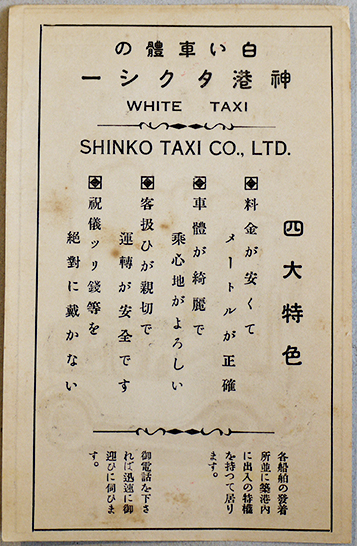 の體車い白
ーシクタ港神
WHITE TAXI
SHINKO TAXI CO., LTD.
四大特色
料金が安くて
メートルが正確
車體が綺麗で
乘心地がよろしい
客扱ひが親切で
運轉が安全です
祝儀ツリ錢等を
絕對に戴かない
各船舶の發着
所並に築港内
に出入の特權
を持つて居り
ます。
御電話を下さ
れば迅速に御
迎ひに伺ひま
す。